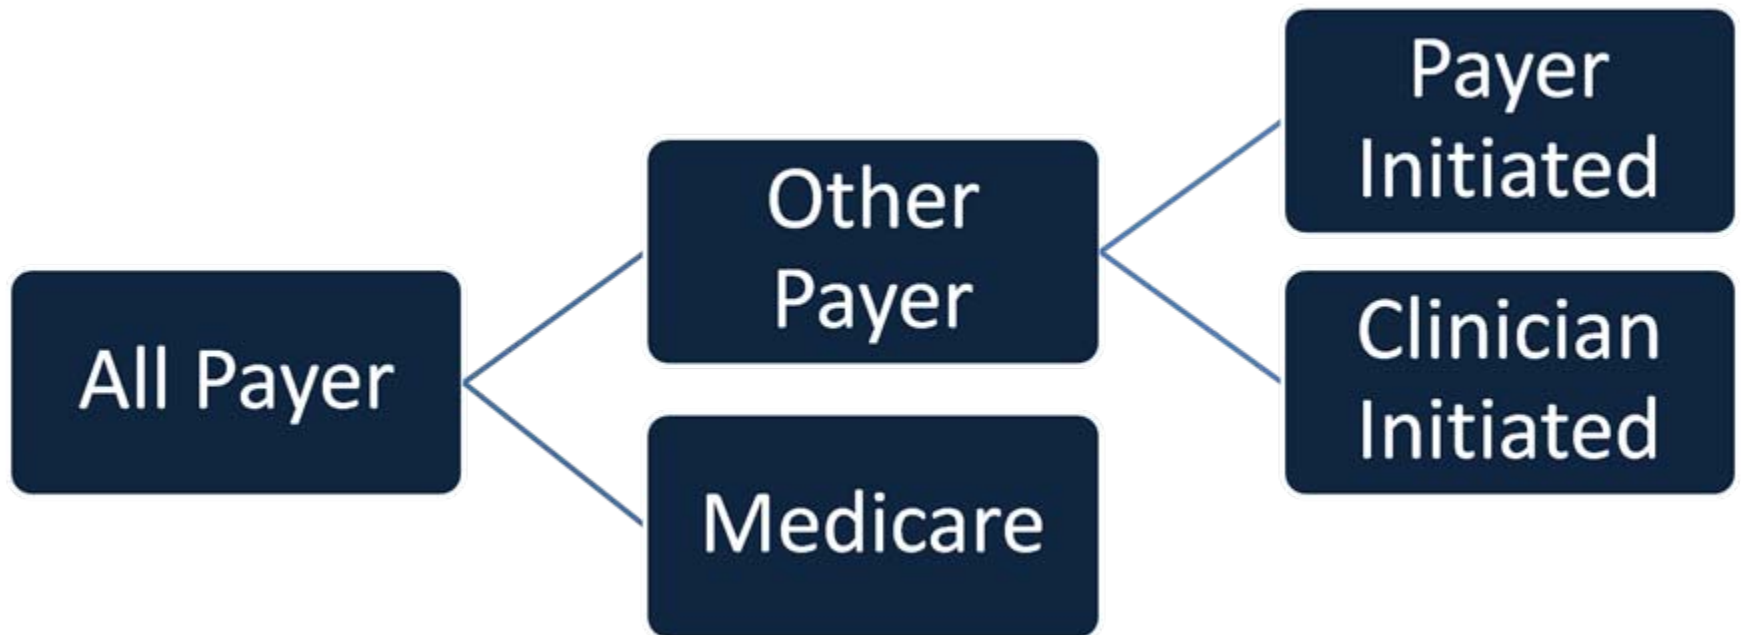 All Payer
Other
Payer
Medicare
Payer
Initiated
Clinician
Initiated